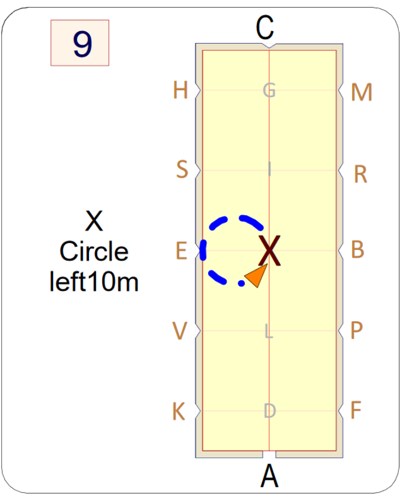 9
C
H G M
S I R
X
Circle
left10m
E X B
V L P
K D F
A